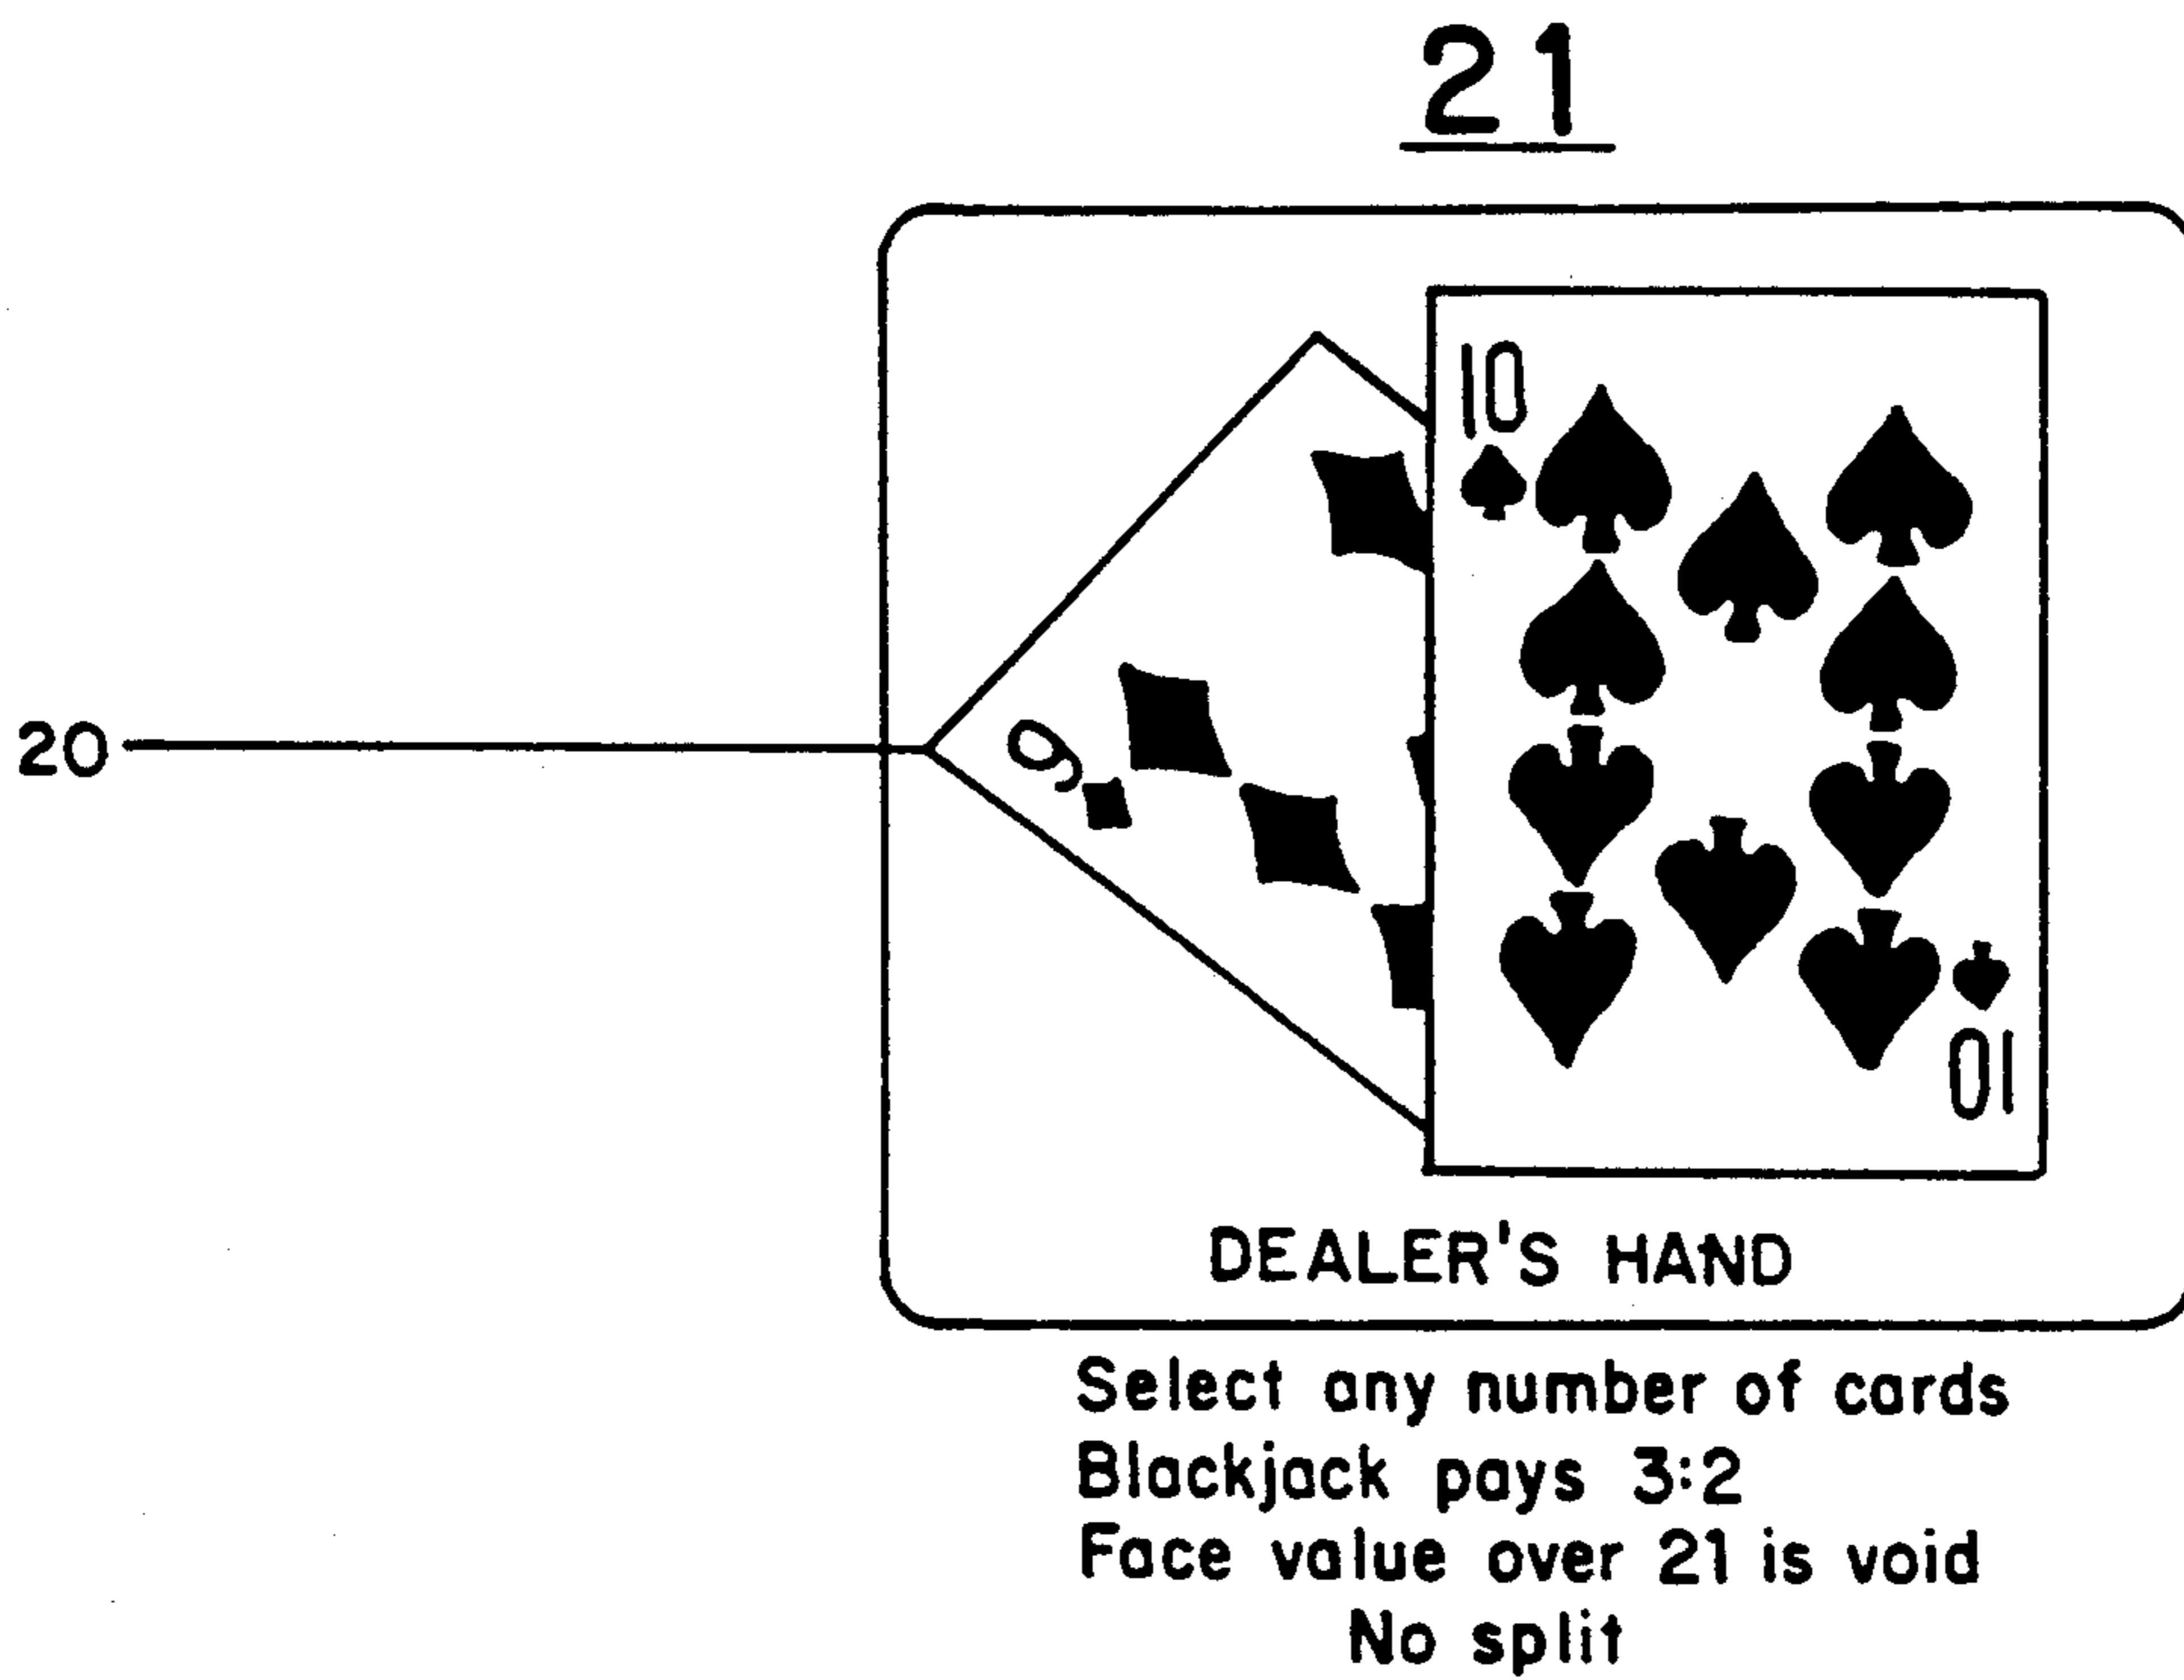 21
10
20
9
10
DEALER'S HAND
Select any number of cards
Blackjack pays 3:2
Face value over 21 is void
No split